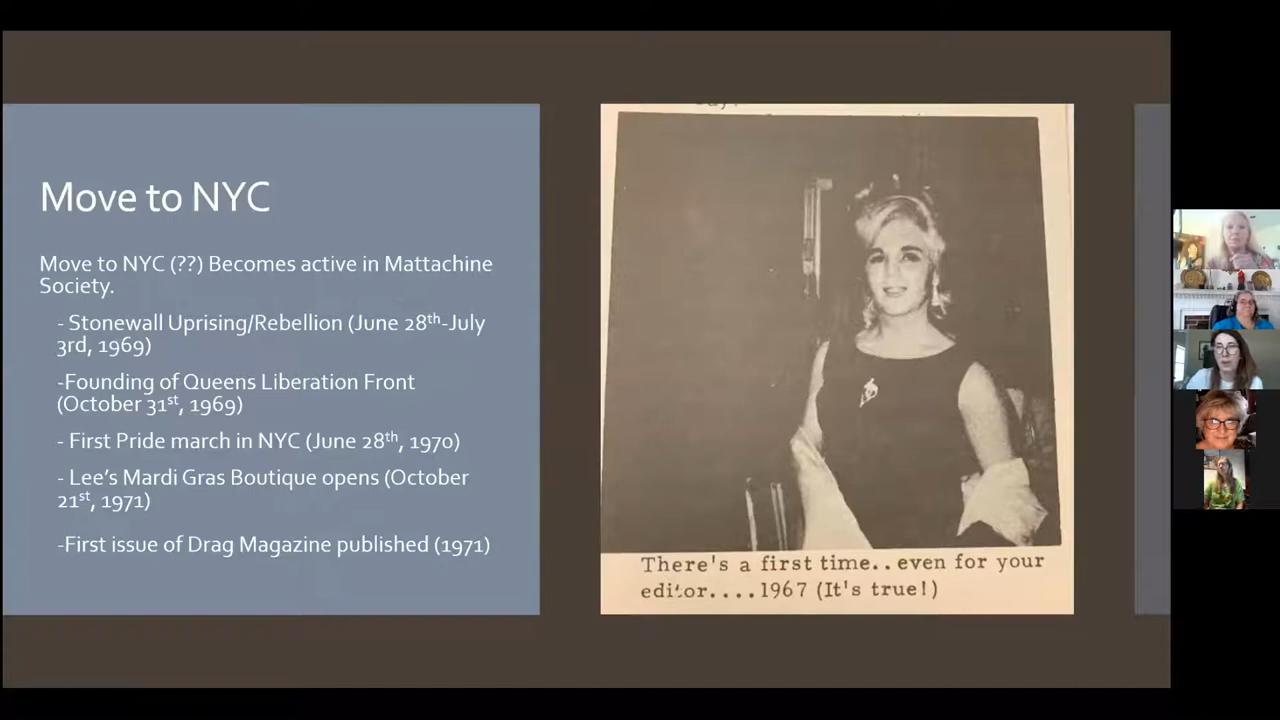 Move to NYC
Move to NYC (??) Becomes active in Mattachine
Society.
- Stonewall Uprising/Rebellion (June 28th-July
3rd, 1969)
-Founding of Queens Liberation Front
(October 31st, 1969)
- First Pride march in NYC (June 28th, 1970)
- Lee's Mardi Gras Boutique opens (October
21st, 1971)
-First issue of Drag Magazine published (1971)
There's a first time..even for your
editor....1967 (It's true!)